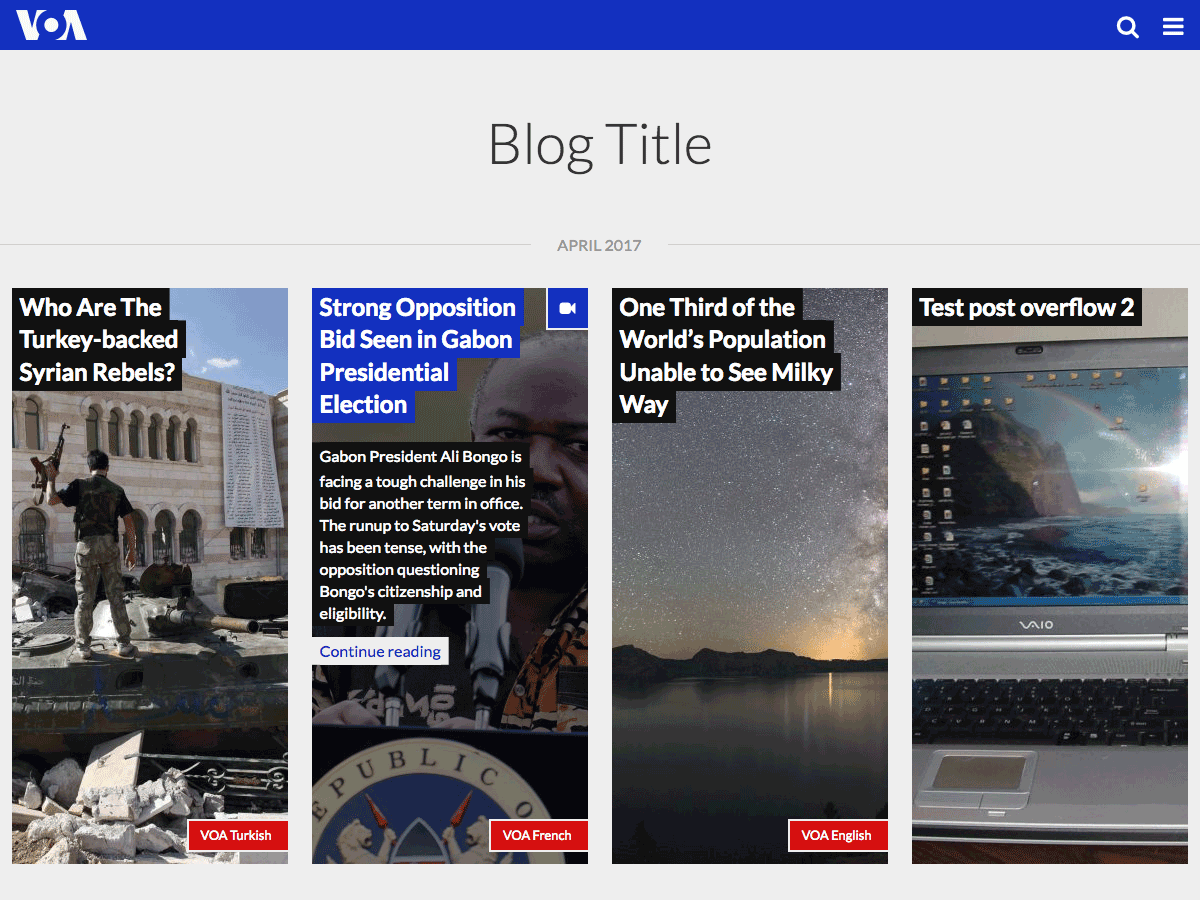 VOA
Blog Title
APRIL 2017
Who Are The
Turkey-backed
Syrian Rebels?
VOA Turkish
Strong Opposition
Bid Seen in Gabon
Presidential
Election
Gabon President Ali Bongo is
facing a tough challenge in his
bid for another term in office.
The runup to Saturday's vote
has been tense, with the
opposition questioning
Bongo's citizenship and
eligibility.
Continue reading
EPUBLIC O
VOA French
One Third of the
World’s Population
Unable to See Milky
Way
VOA English
Test post overflow 2
VAIO